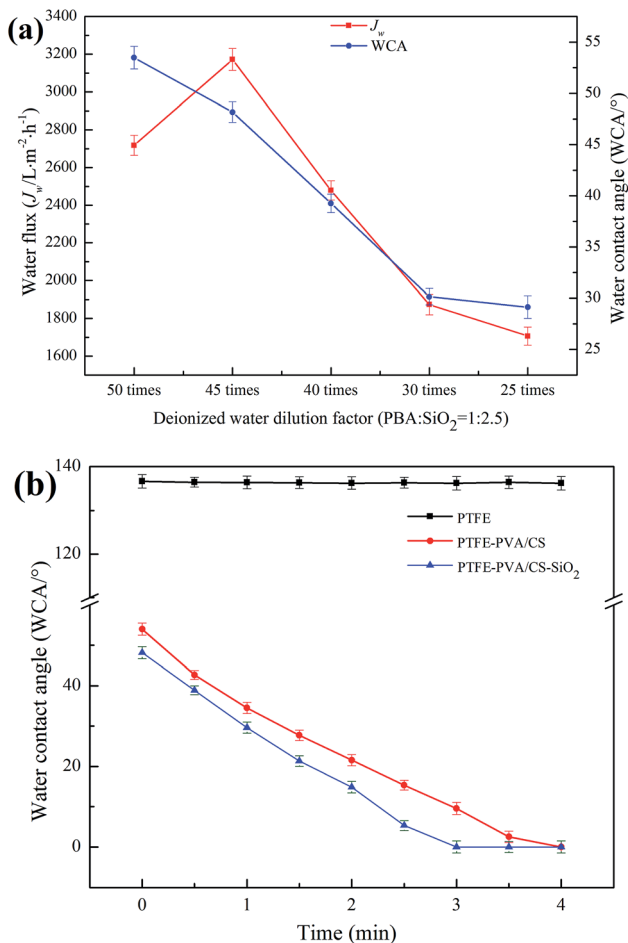 (a)
J_w
WCA
Water flux (J_w/L·m⁻²·h⁻¹)
3400
3200
3000
2800
2600
2400
2200
2000
1800
1600
Water contact angle (WCA/°)
55
50
45
40
35
30
25
50 times 45 times 40 times 30 times 25 times
Deionized water dilution factor (PBA:SiO₂=1:2.5)
(b)
PTFE
PTFE-PVA/CS
PTFE-PVA/CS-SiO₂
Water contact angle (WCA/°)
140
120
40
20
0
0 1 2 3 4
Time (min)